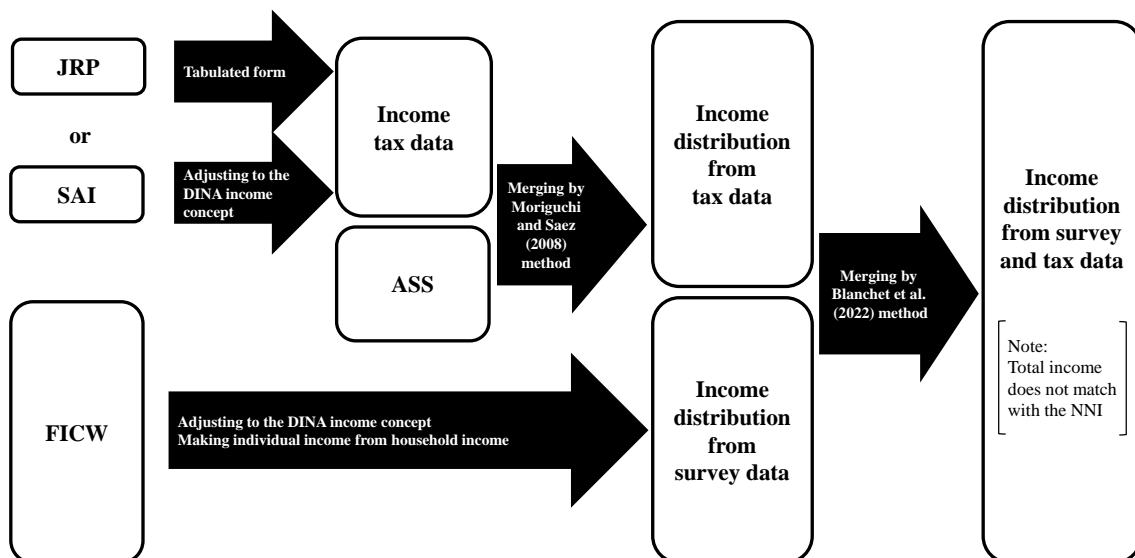 JRP
or
SAI
FICW
Tabulated form
Adjusting to the
DINA income
concept
Income
tax data
ASS
Merging by
Moriguchi
and Saez
(2008)
method
Adjusting to the DINA income concept
Making individual income from household income
Income
distribution
from
tax data
Income
distribution
from
survey data
Merging by
Blanchet et al.
(2022) method
Income
distribution
from survey
and tax data
Note:
Total income
does not match
with the NNI